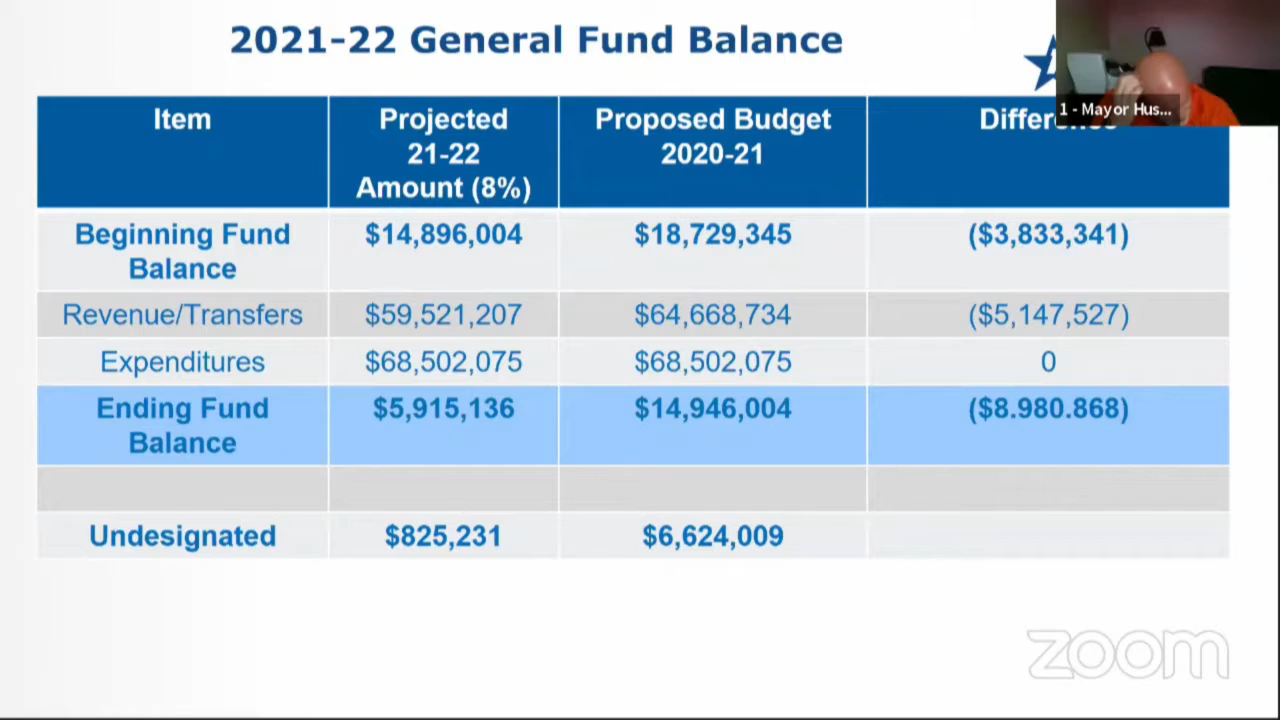 2021-22 General Fund Balance
1 - Mayor Hus...
Item
Projected
21-22
Amount (8%)
Proposed Budget
2020-21
Beginning Fund
Balance
$14,896,004
$18,729,345
($3,833,341)
Revenue/Transfers
$59,521,207
$64,668,734
($5,147,527)
Expenditures
$68,502,075
$68,502,075
0
Ending Fund
Balance
$5,915,136
$14,946,004
($8.980.868)
Undesignated
$825,231
$6,624,009
zoom